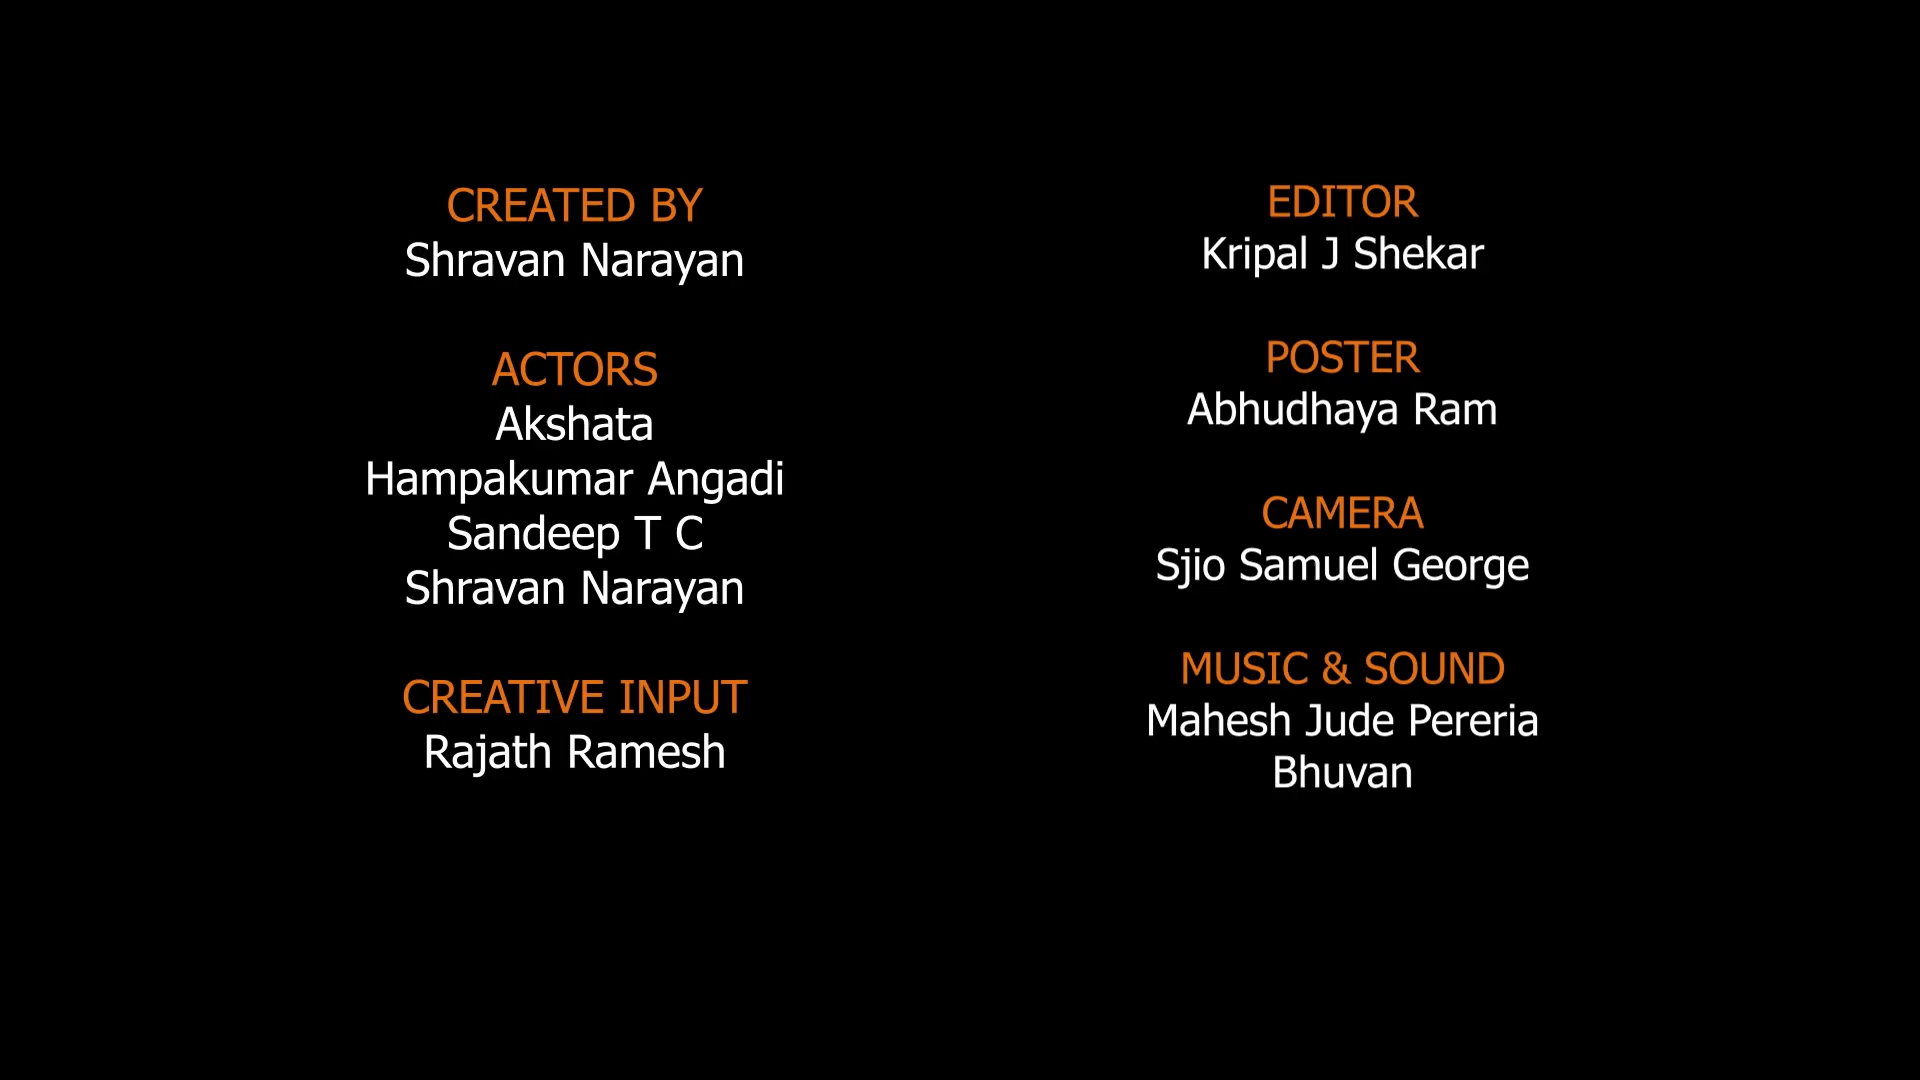 CREATED BY
Shravan Narayan
ACTORS
Akshata
Hampakumar Angadi
Sandeep T C
Shravan Narayan
CREATIVE INPUT
Rajath Ramesh
EDITOR
Kripal J Shekar
POSTER
Abhudhaya Ram
CAMERA
Sjio Samuel George
MUSIC & SOUND
Mahesh Jude Pereria
Bhuvan